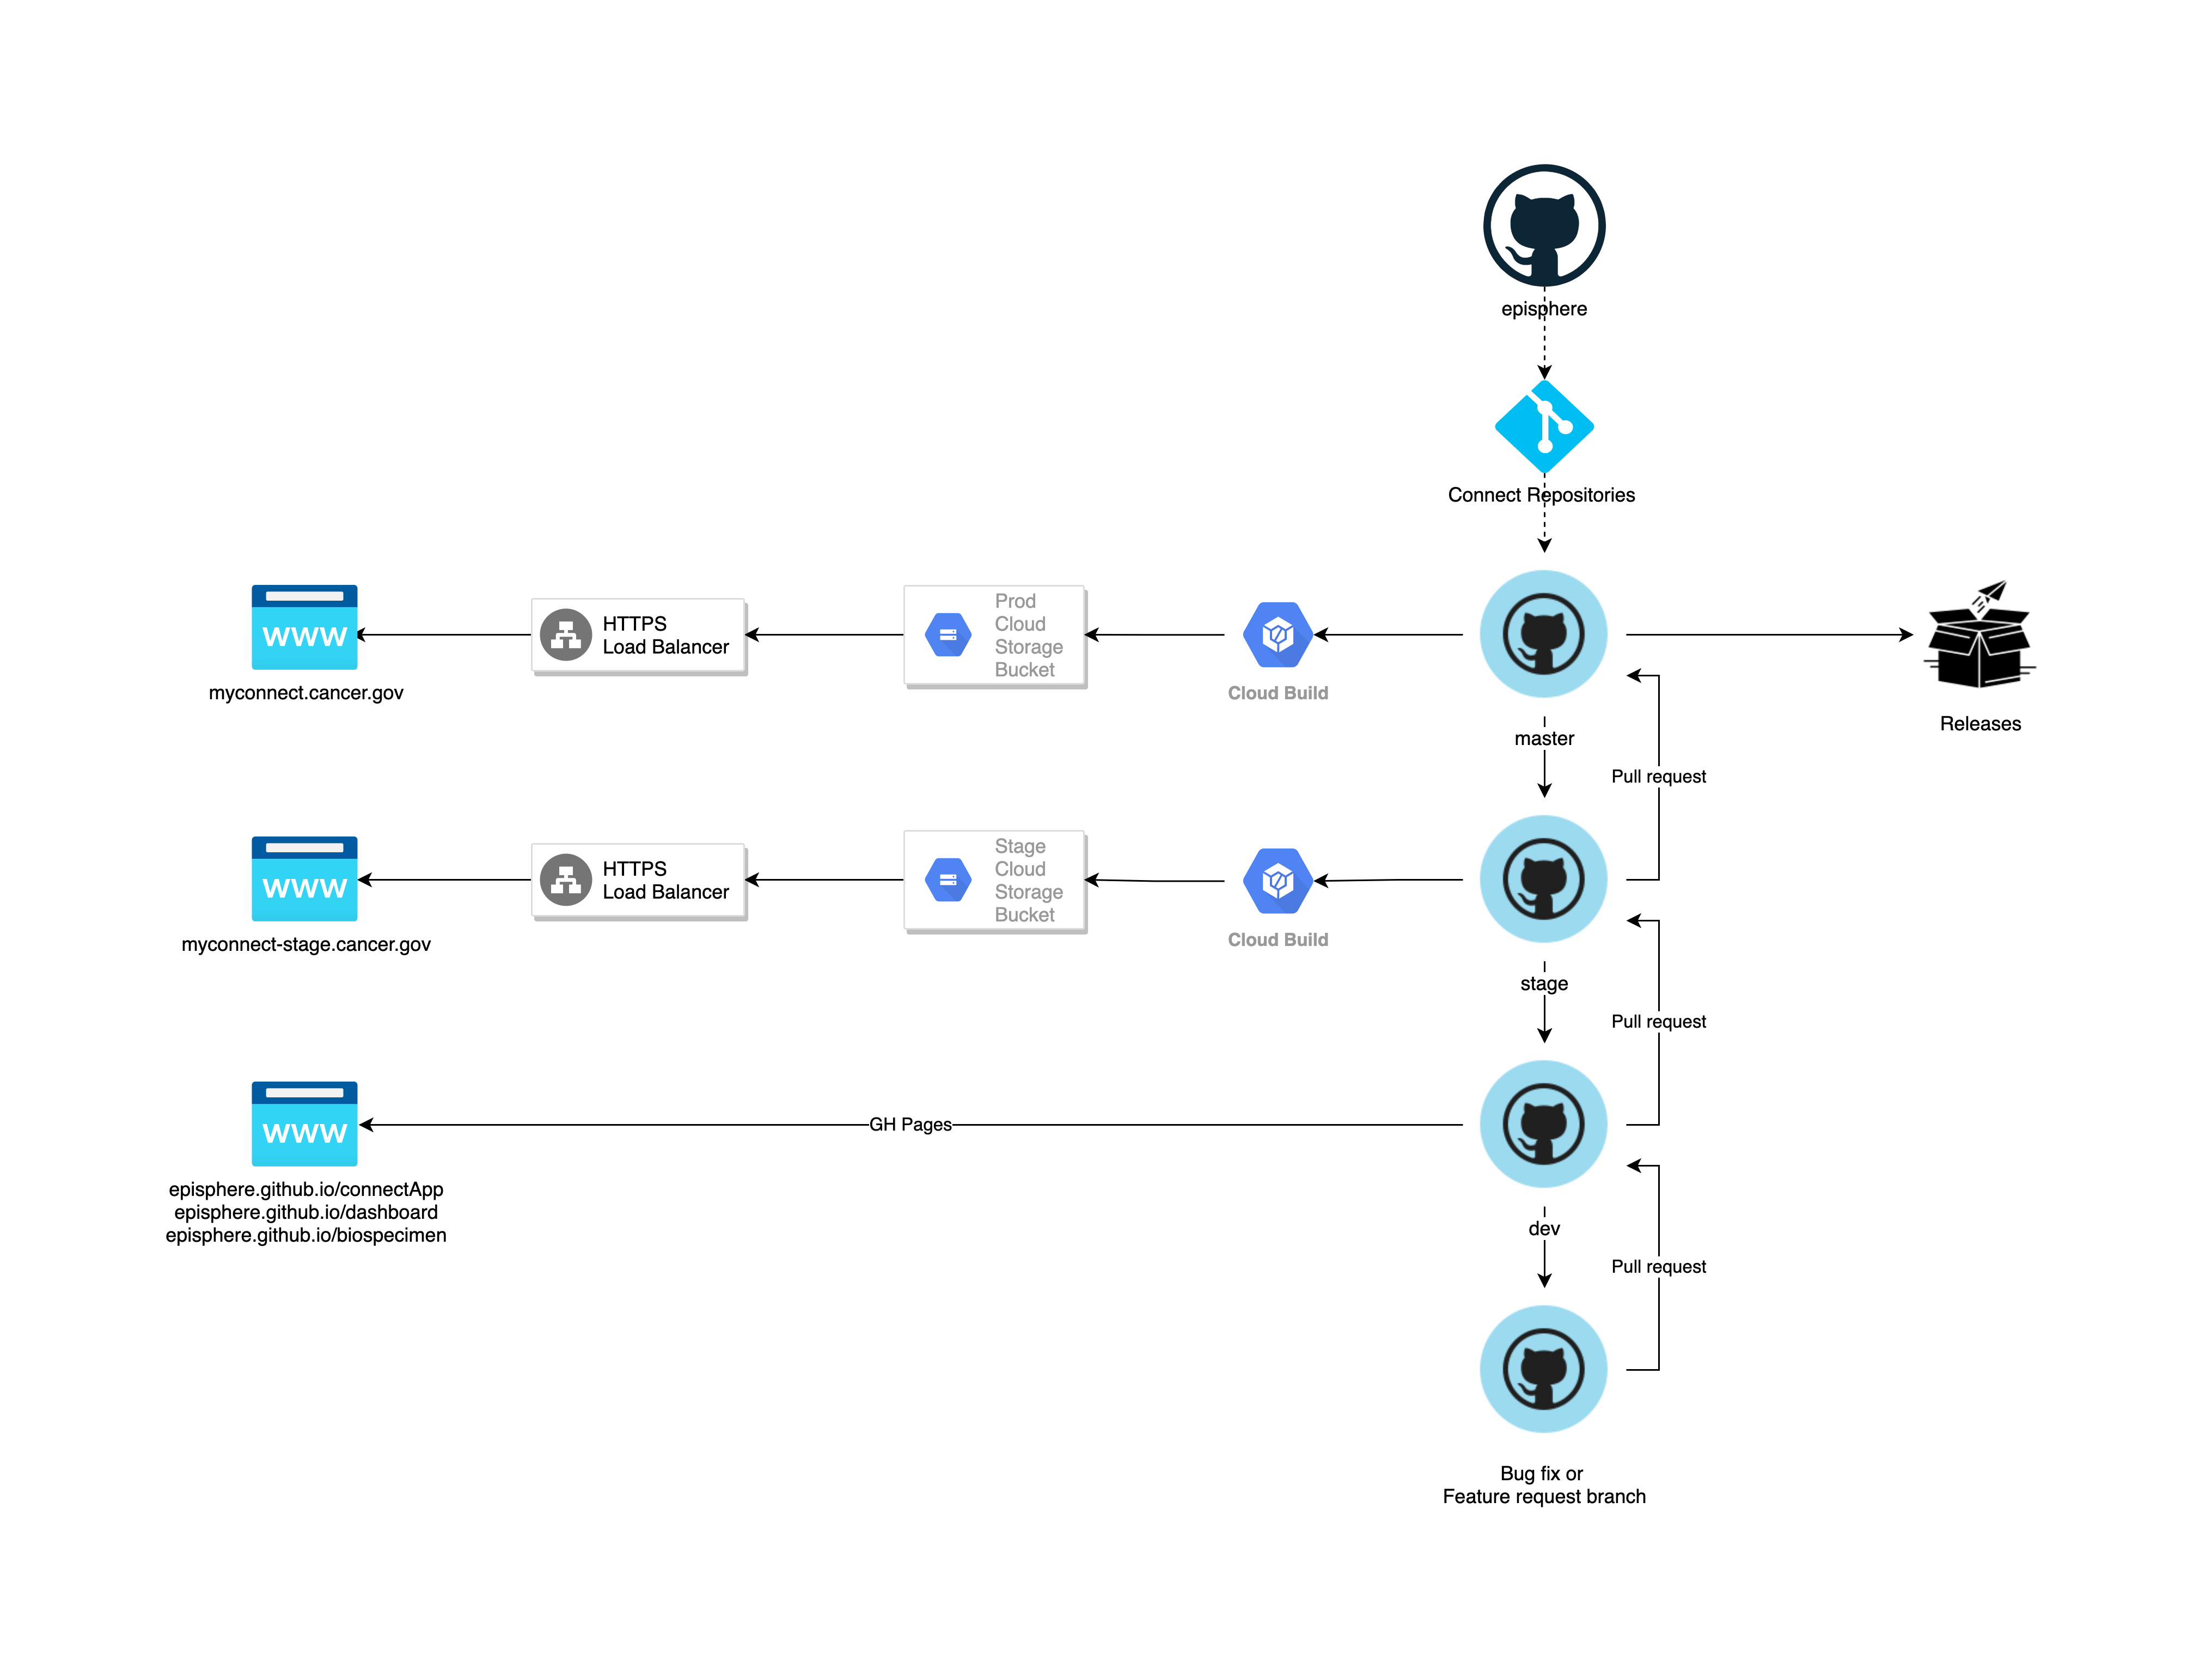 episphere
Connect Repositories
www
myconnect.cancer.gov
HTTPS
Load Balancer
Prod
Cloud
Storage
Bucket
Cloud Build
master
Releases
Pull request
www
myconnect-stage.cancer.gov
HTTPS
Load Balancer
Stage
Cloud
Storage
Bucket
Cloud Build
stage
Pull request
www
episphere.github.io/connectApp
episphere.github.io/dashboard
episphere.github.io/biospecimen
GH Pages
dev
Pull request
Bug fix or
Feature request branch